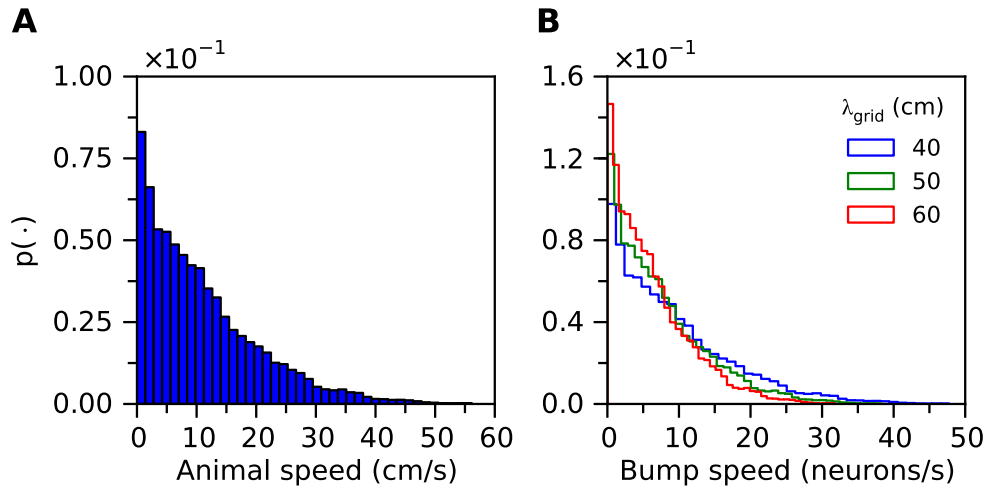 A
×10⁻¹
1.00
0.75
0.50
0.25
0.00
p(·)
0 10 20 30 40 50 60
Animal speed (cm/s)
B
×10⁻¹
1.6
1.2
0.8
0.4
0.0
λgrid (cm)
40
50
60
0 10 20 30 40 50
Bump speed (neurons/s)